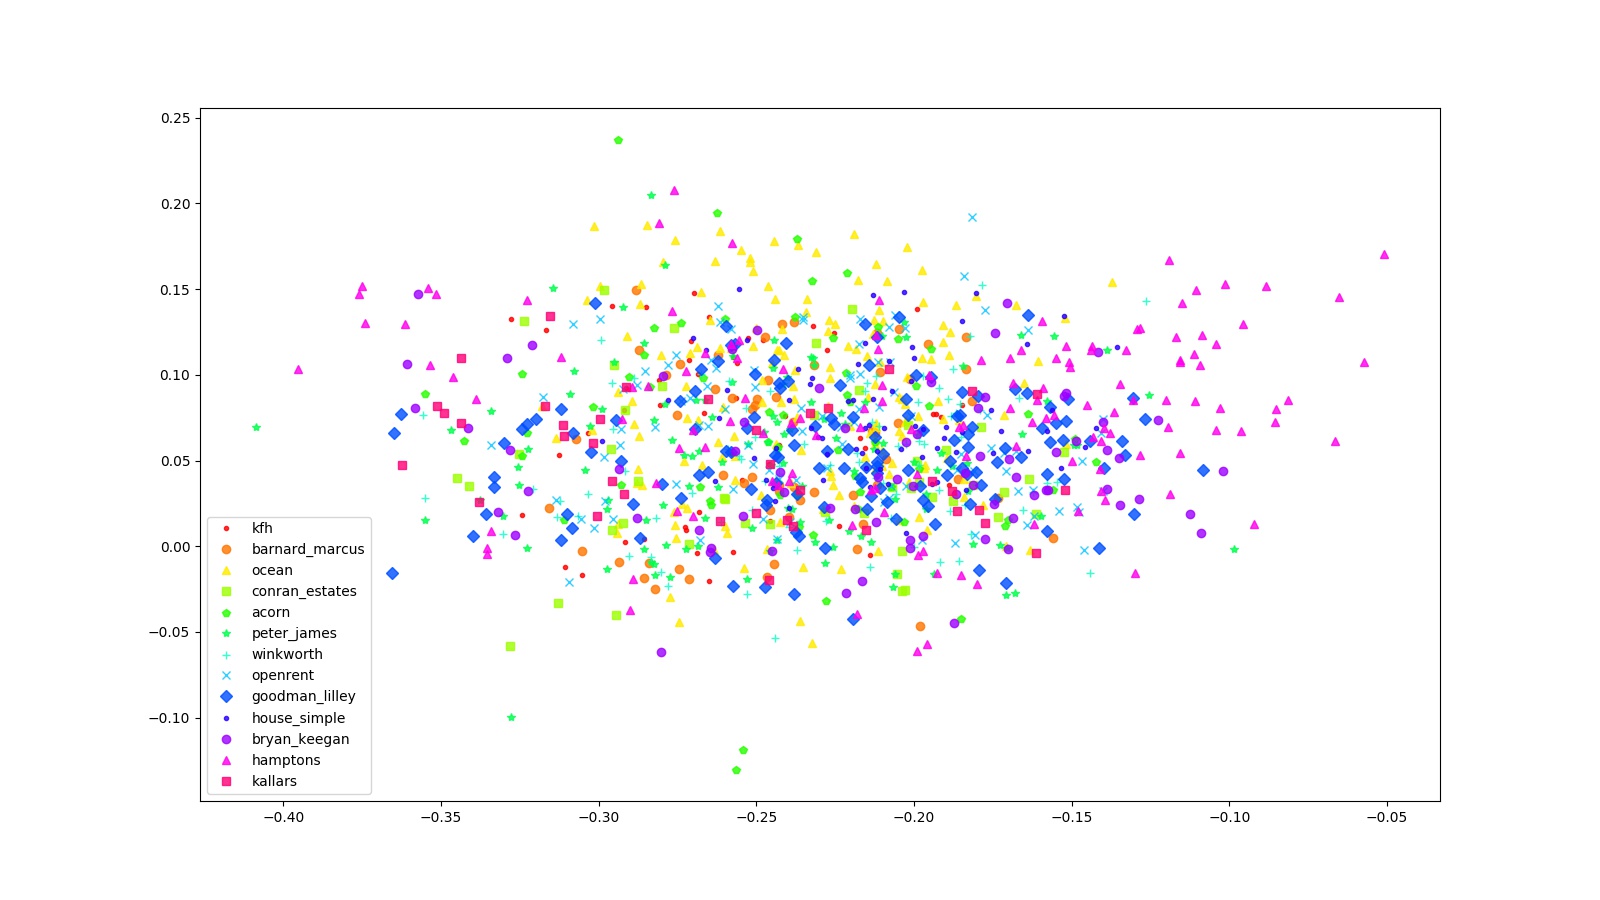 0.25
0.20
0.15
0.10
0.05
0.00
−0.05
−0.10
kfh
barnard_marcus
ocean
conran_estates
acorn
peter_james
winkworth
openrent
goodman_lilley
house_simple
bryan_keegan
hamptons
kallars
−0.40 −0.35 −0.30 −0.25 −0.20 −0.15 −0.10 −0.05